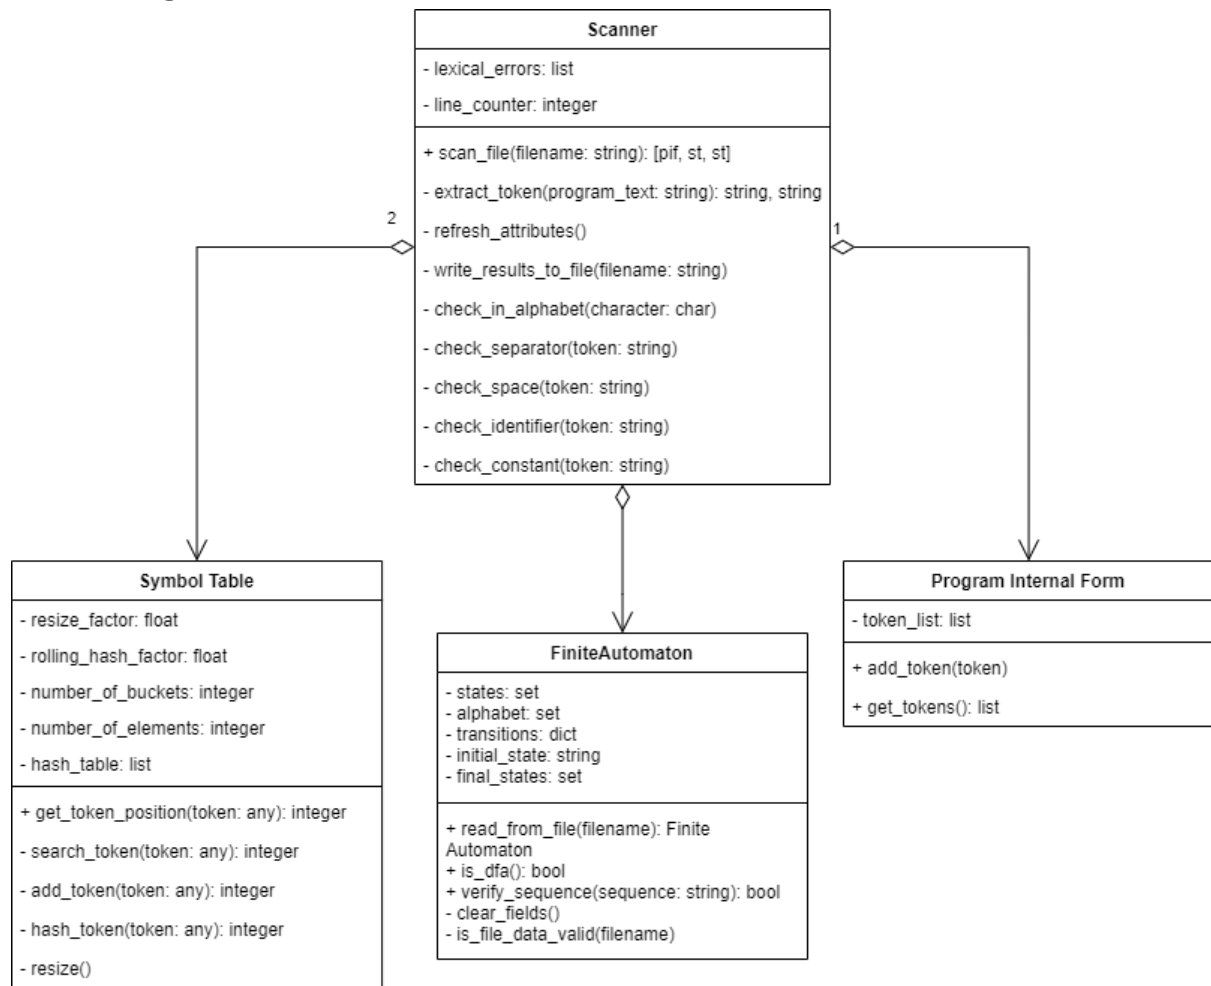 Scanner
- lexical_errors: list
- line_counter: integer
+ scan_file(filename: string): [pif, st, st]
- extract_token(program_text: string): string, string
- refresh_attributes()
- write_results_to_file(filename: string)
- check_in_alphabet(character: char)
- check_separator(token: string)
- check_space(token: string)
- check_identifier(token: string)
- check_constant(token: string)
2
1
Symbol Table
- resize_factor: float
- rolling_hash_factor: float
- number_of_buckets: integer
- number_of_elements: integer
- hash_table: list
+ get_token_position(token: any): integer
- search_token(token: any): integer
- add_token(token: any): integer
- hash_token(token: any): integer
- resize()
FiniteAutomaton
- states: set
- alphabet: set
- transitions: dict
- initial_state: string
- final_states: set
+ read_from_file(filename): Finite
Automaton
+ is_dfa(): bool
+ verify_sequence(sequence: string): bool
- clear_fields()
- is_file_data_valid(filename)
Program Internal Form
- token_list: list
+ add_token(token)
+ get_tokens(): list